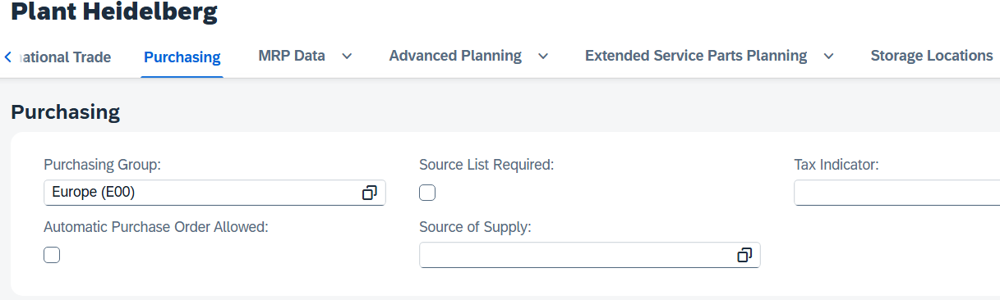 Plant Heidelberg
ational Trade Purchasing MRP Data Advanced Planning Extended Service Parts Planning Storage Locations
Purchasing
Purchasing Group: Source List Required: Tax Indicator:
Europe (E00)
Automatic Purchase Order Allowed: Source of Supply: